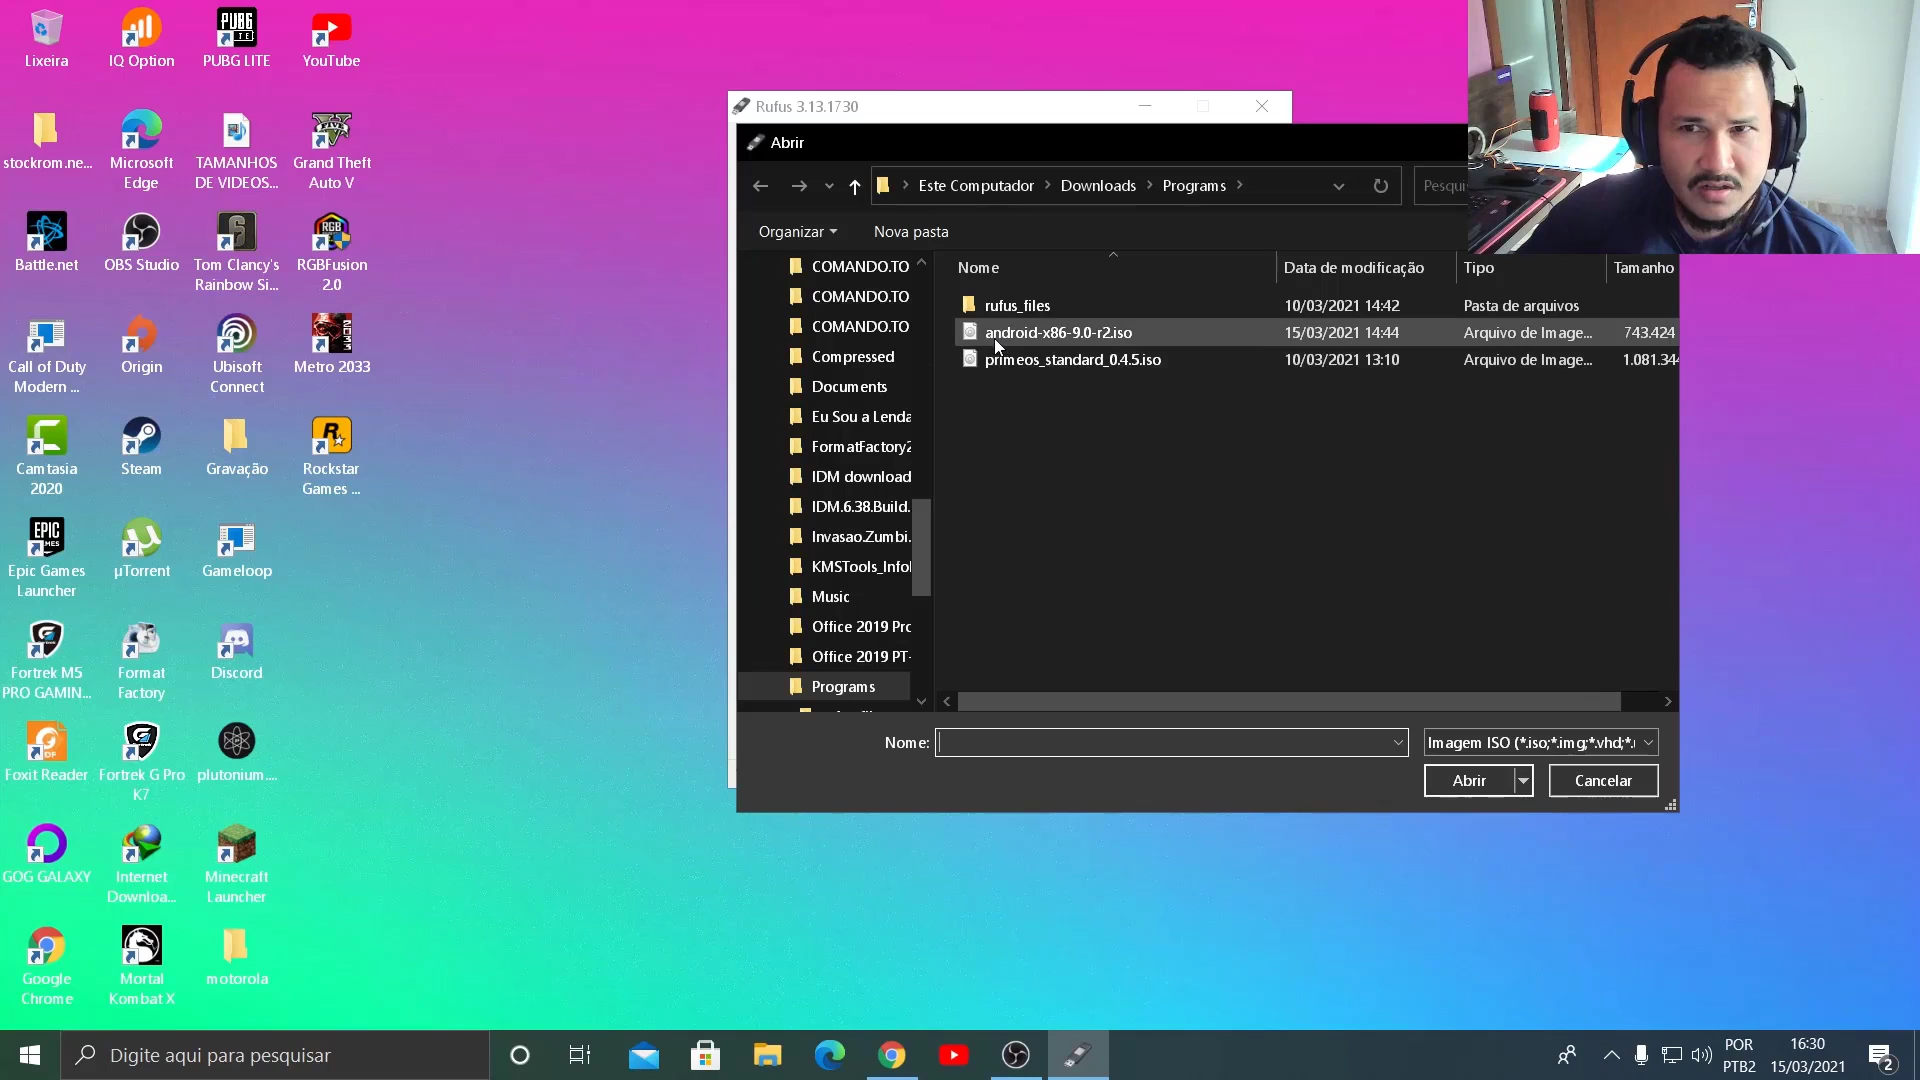 Lixeira
IQ Option
PUBG LITE
YouTube
stockrom.ne...
Microsoft
Edge
TAMANHOS
DE VIDEOS...
Grand Theft
Auto V
Battle.net
OBS Studio
Tom Clancy's
Rainbow Si...
RGBFusion
2.0
Call of Duty
Modern ...
Origin
Ubisoft
Connect
Metro 2033
Camtasia
2020
Steam
Gravação
Rockstar
Games ...
Epic Games
Launcher
µTorrent
Gameloop
Fortrek M5
PRO GAMIN...
Format
Factory
Discord
Foxit Reader
Fortrek G Pro
K7
plutonium....
GOG GALAXY
Internet
Downloa...
Minecraft
Launcher
Google
Chrome
Mortal
Kombat X
motorola
Rufus 3.13.1730
Abrir
Este Computador
Downloads
Programs
Pesqui
Organizar
Nova pasta
COMANDO.TO
COMANDO.TO
COMANDO.TO
Compressed
Documents
Eu Sou a Lenda
FormatFactory2
IDM download
IDM.6.38.Build.
Invasao.Zumbi.
KMSTools_Infol
Music
Office 2019 Pro
Office 2019 PT-
Programs
Nome Data de modificação Tipo Tamanho
rufus_files 10/03/2021 14:42 Pasta de arquivos
android-x86-9.0-r2.iso 15/03/2021 14:44 Arquivo de Image... 743.424
primeos_standard_0.4.5.iso 10/03/2021 13:10 Arquivo de Image... 1.081.344
Nome:
Imagem ISO (*.iso;*.img;*.vhd;*.
Abrir
Cancelar
Digite aqui para pesquisar
POR
PTB2
16:30
15/03/2021
2